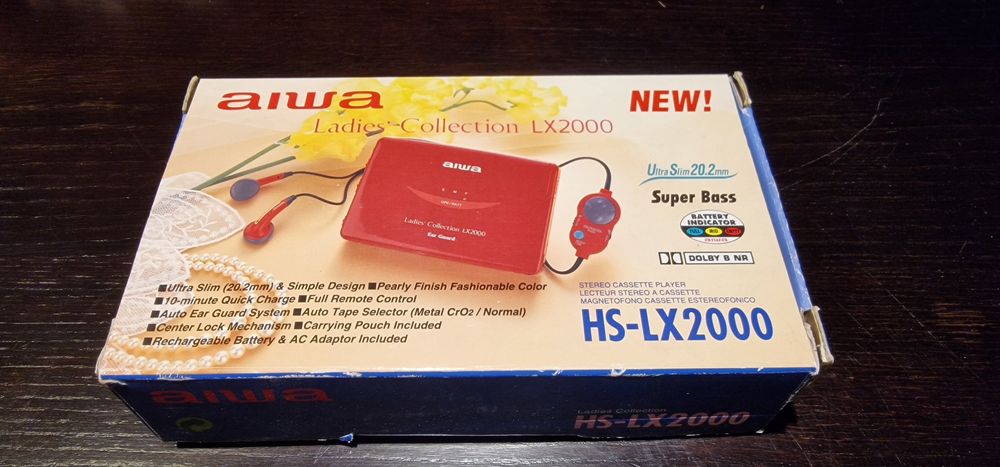 aiwa
NEW!
Ladies' Collection LX2000
aiwa
UltraSlim 20.2mm
Super Bass
Ladies' Collection LX2000
Ear Guard
BATTERY
INDICATOR
FULL MID
DOLBY B NR
■Ultra Slim (20.2mm) & Simple Design ■Pearly Finish Fashionable Color
■10-minute Quick Charge ■Full Remote Control
■Auto Ear Guard System ■Auto Tape Selector (Metal CrO2 / Normal)
■Center Lock Mechanism ■Carrying Pouch Included
■Rechargeable Battery & AC Adaptor Included
STEREO CASSETTE PLAYER
LECTEUR STEREO A CASSETTE
MAGNETOFONO CASSETTE ESTEREOFONICO
HS-LX2000
aiwa
Ladies Collection
HS-LX2000